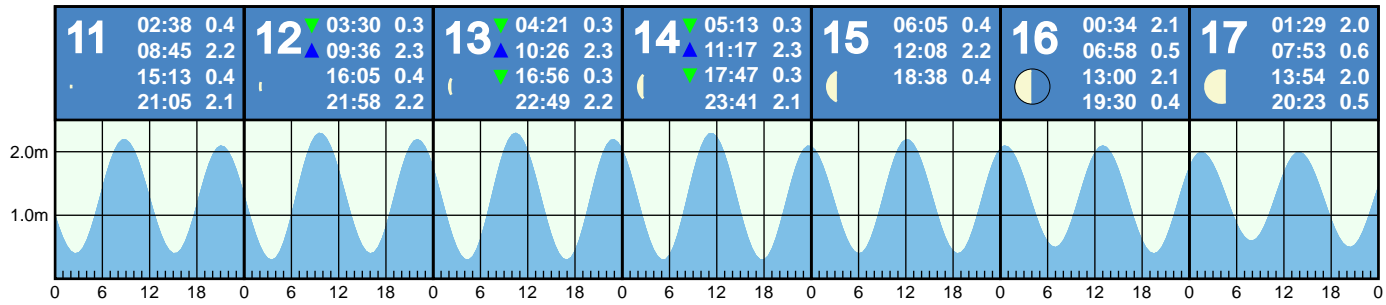 11 02:38 0.4
08:45 2.2
15:13 0.4
21:05 2.1
12 ▼ 03:30 0.3
▲ 09:36 2.3
16:05 0.4
21:58 2.2
13 ▼ 04:21 0.3
▲ 10:26 2.3
▼ 16:56 0.3
22:49 2.2
14 ▼ 05:13 0.3
▲ 11:17 2.3
▼ 17:47 0.3
23:41 2.1
15 06:05 0.4
12:08 2.2
18:38 0.4
16 00:34 2.1
06:58 0.5
13:00 2.1
19:30 0.4
17 01:29 2.0
07:53 0.6
13:54 2.0
20:23 0.5
2.0m
1.0m
0 6 12 18 0 6 12 18 0 6 12 18 0 6 12 18 0 6 12 18 0 6 12 18 0 6 12 18 0